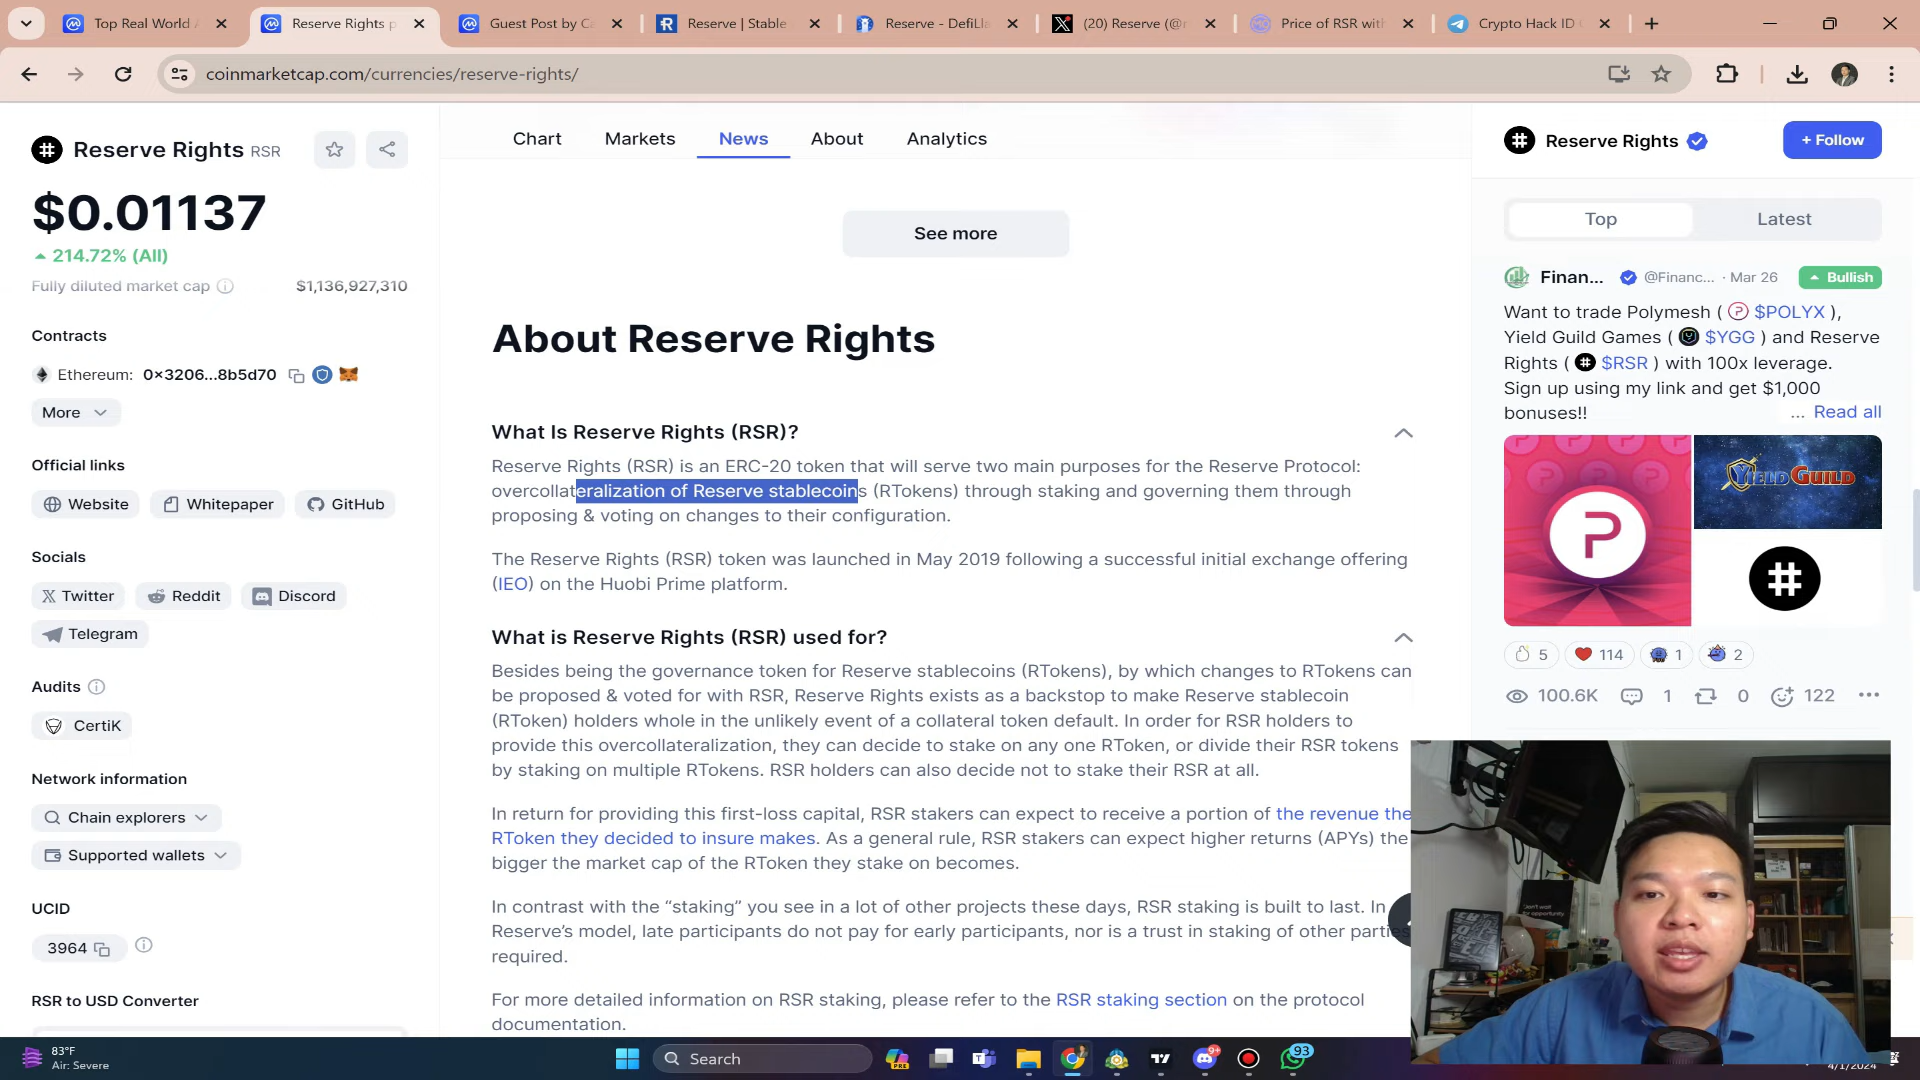 Top Real World A
Reserve Rights p
Guest Post by Ca
Reserve | Stable
Reserve - DefiLla
(20) Reserve (@r
Price of RSR with
Crypto Hack ID
coinmarketcap.com/currencies/reserve-rights/
Reserve Rights RSR
$0.01137
214.72% (All)
Fully diluted market cap
$1,136,927,310
Contracts
Ethereum: 0x3206...8b5d70
More
Official links
Website
Whitepaper
GitHub
Socials
Twitter
Reddit
Discord
Telegram
Audits
CertiK
Network information
Chain explorers
Supported wallets
UCID
3964
RSR to USD Converter
Chart
Markets
News
About
Analytics
See more
About Reserve Rights
What Is Reserve Rights (RSR)?
Reserve Rights (RSR) is an ERC-20 token that will serve two main purposes for the Reserve Protocol:
overcollateralization of Reserve stablecoins (RTokens) through staking and governing them through
proposing & voting on changes to their configuration.
The Reserve Rights (RSR) token was launched in May 2019 following a successful initial exchange offering
(IEO) on the Huobi Prime platform.
What is Reserve Rights (RSR) used for?
Besides being the governance token for Reserve stablecoins (RTokens), by which changes to RTokens can
be proposed & voted for with RSR, Reserve Rights exists as a backstop to make Reserve stablecoin
(RToken) holders whole in the unlikely event of a collateral token default. In order for RSR holders to
provide this overcollateralization, they can decide to stake on any one RToken, or divide their RSR tokens
by staking on multiple RTokens. RSR holders can also decide not to stake their RSR at all.
In return for providing this first-loss capital, RSR stakers can expect to receive a portion of the revenue the
RToken they decided to insure makes. As a general rule, RSR stakers can expect higher returns (APYs) the
bigger the market cap of the RToken they stake on becomes.
In contrast with the “staking” you see in a lot of other projects these days, RSR staking is built to last. In
Reserve’s model, late participants do not pay for early participants, nor is a trust in staking of other parties
required.
For more detailed information on RSR staking, please refer to the RSR staking section on the protocol
documentation.
Reserve Rights
+ Follow
Top
Latest
Finan... @Financ... · Mar 26
Bullish
Want to trade Polymesh ( $POLYX ),
Yield Guild Games ( $YGG ) and Reserve
Rights ( $RSR ) with 100x leverage.
Sign up using my link and get $1,000
bonuses!! ... Read all
YIELD GUILD
5
114
1
2
100.6K
1
0
122
83°F
Air: Severe
Search
PRE
9+
93
4/1/2024